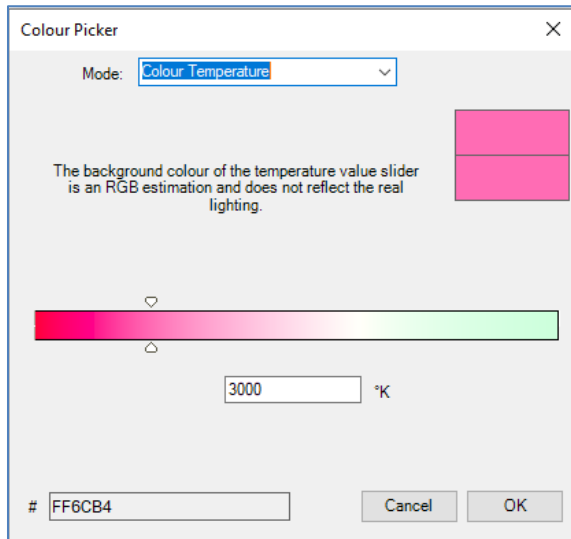 Colour Picker
Mode: Colour Temperature
The background colour of the temperature value slider
is an RGB estimation and does not reflect the real
lighting.
3000 °K
# FF6CB4 Cancel OK